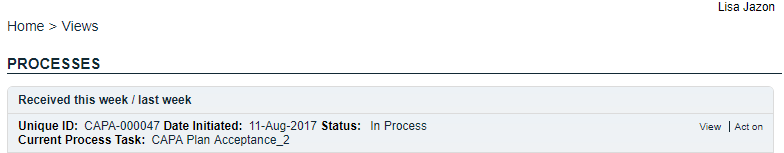 Lisa Jazon
Home > Views
PROCESSES
Received this week / last week
Unique ID: CAPA-000047 Date Initiated: 11-Aug-2017 Status: In Process
View | Act on
Current Process Task: CAPA Plan Acceptance_2